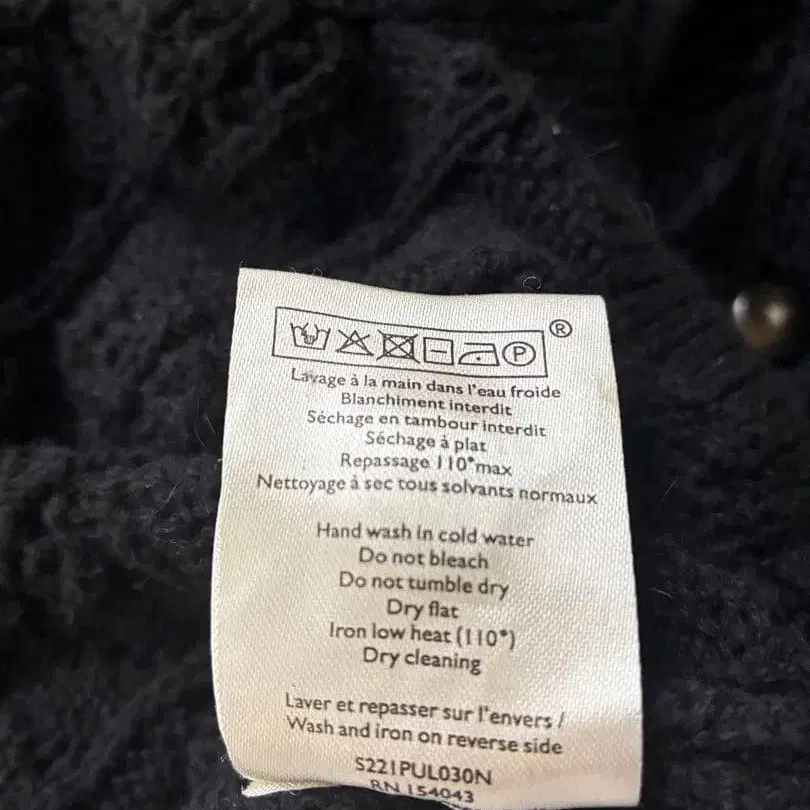 P ®
Lavage à la main dans l'eau froide
Blanchiment interdit
Séchage en tambour interdit
Séchage à plat
Repassage 110°max
Nettoyage à sec tous solvants normaux
Hand wash in cold water
Do not bleach
Do not tumble dry
Dry flat
Iron low heat (110°)
Dry cleaning
Laver et repasser sur l'envers /
Wash and iron on reverse side
S221PUL030N
RN 154043